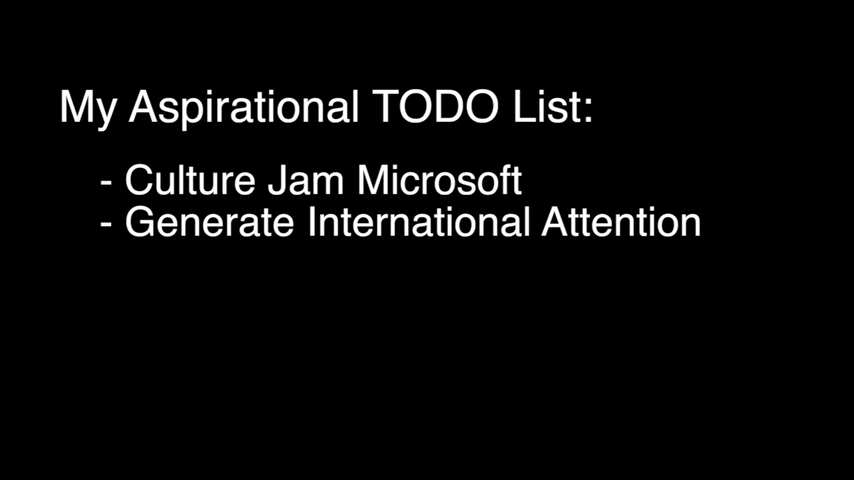 My Aspirational TODO List:
- Culture Jam Microsoft
- Generate International Attention